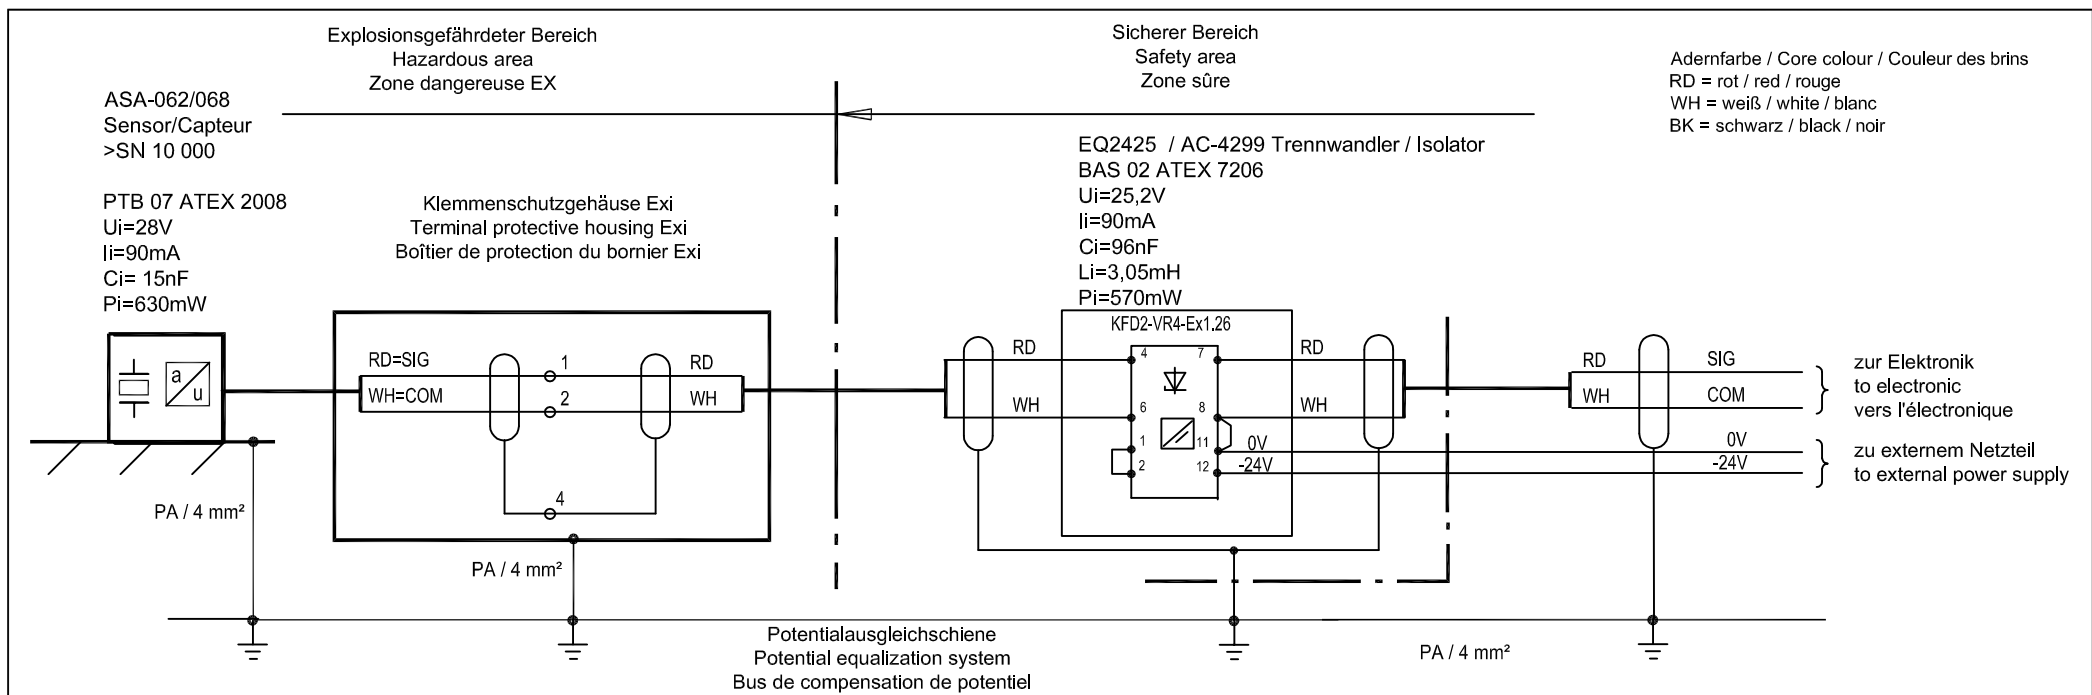 Explosionsgefährdeter Bereich
Hazardous area
Zone dangereuse EX
Sicherer Bereich
Safety area
Zone sûre
Adernfarbe / Core colour / Couleur des brins
RD = rot / red / rouge
WH = weiß / white / blanc
BK = schwarz / black / noir
ASA-062/068
Sensor/Capteur
>SN 10 000
PTB 07 ATEX 2008
Ui=28V
Ii=90mA
Ci= 15nF
Pi=630mW
Klemmenschutzgehäuse Exi
Terminal protective housing Exi
Boîtier de protection du bornier Exi
EQ2425 / AC-4299 Trennwandler / Isolator
BAS 02 ATEX 7206
Ui=25,2V
Ii=90mA
Ci=96nF
Li=3,05mH
Pi=570mW
KFD2-VR4-Ex1.26
a
u
RD=SIG
WH=COM
1
2
4
RD
WH
RD
WH
4
6
1
2
7
8
11
12
RD
WH
0V
-24V
RD
WH
SIG
COM
0V
-24V
zur Elektronik
to electronic
vers l'électronique
zu externem Netzteil
to external power supply
PA / 4 mm²
PA / 4 mm²
PA / 4 mm²
Potentialausgleichschiene
Potential equalization system
Bus de compensation de potentiel